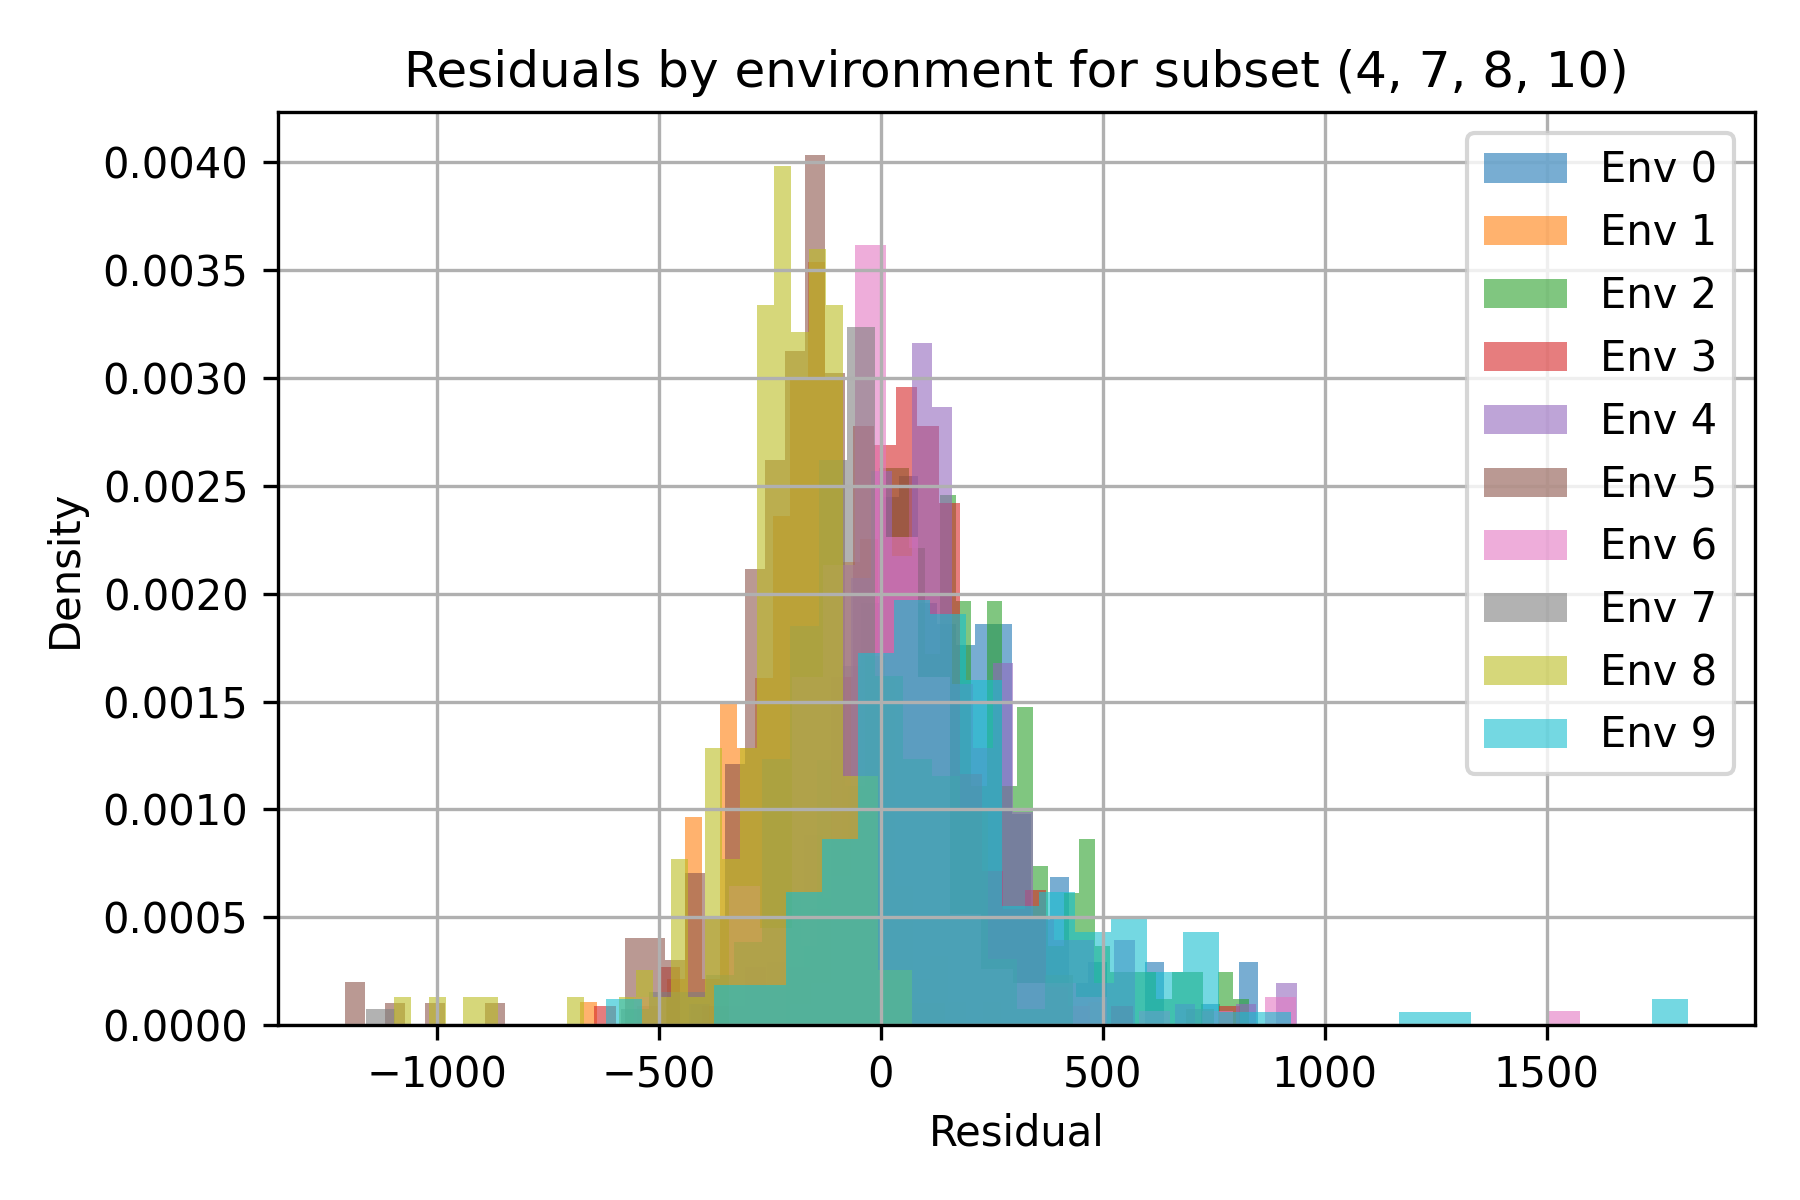 Residuals by environment for subset (4, 7, 8, 10)
0.0040
0.0035
0.0030
0.0025
0.0020
0.0015
0.0010
0.0005
0.0000
Density
−1000
−500
0
500
1000
1500
Residual
Env 0
Env 1
Env 2
Env 3
Env 4
Env 5
Env 6
Env 7
Env 8
Env 9